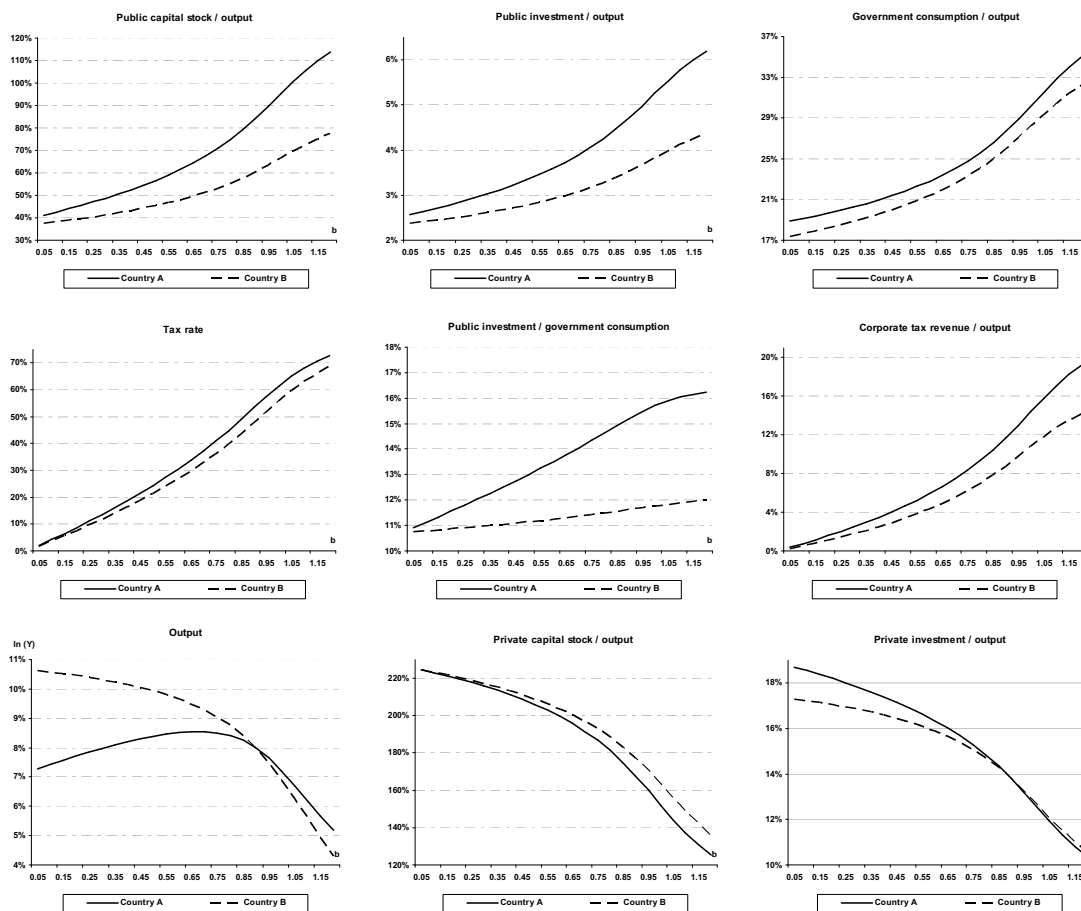 Public capital stock / output
120%
110%
100%
90%
80%
70%
60%
50%
40%
30%
b
0.05 0.15 0.25 0.35 0.45 0.55 0.65 0.75 0.85 0.95 1.05 1.15
Country A Country B
Public investment / output
6%
5%
4%
3%
2%
b
0.05 0.15 0.25 0.35 0.45 0.55 0.65 0.75 0.85 0.95 1.05 1.15
Country A Country B
Government consumption / output
37%
33%
29%
25%
21%
17%
0.05 0.15 0.25 0.35 0.45 0.55 0.65 0.75 0.85 0.95 1.05 1.15
Country A Country B
Tax rate
70%
60%
50%
40%
30%
20%
10%
0%
b
0.05 0.15 0.25 0.35 0.45 0.55 0.65 0.75 0.85 0.95 1.05 1.15
Country A Country B
Public investment / government consumption
18%
17%
16%
15%
14%
13%
12%
11%
10%
b
0.05 0.15 0.25 0.35 0.45 0.55 0.65 0.75 0.85 0.95 1.05 1.15
Country A Country B
Corporate tax revenue / output
20%
16%
12%
8%
4%
0%
0.05 0.15 0.25 0.35 0.45 0.55 0.65 0.75 0.85 0.95 1.05 1.15
Country A Country B
Output
ln (Y)
11%
10%
9%
8%
7%
6%
5%
4%
b
0.05 0.15 0.25 0.35 0.45 0.55 0.65 0.75 0.85 0.95 1.05 1.15
Country A Country B
Private capital stock / output
220%
200%
180%
160%
140%
120%
b
0.05 0.15 0.25 0.35 0.45 0.55 0.65 0.75 0.85 0.95 1.05 1.15
Country A Country B
Private investment / output
18%
16%
14%
12%
10%
0.05 0.15 0.25 0.35 0.45 0.55 0.65 0.75 0.85 0.95 1.05 1.15
Country A Country B